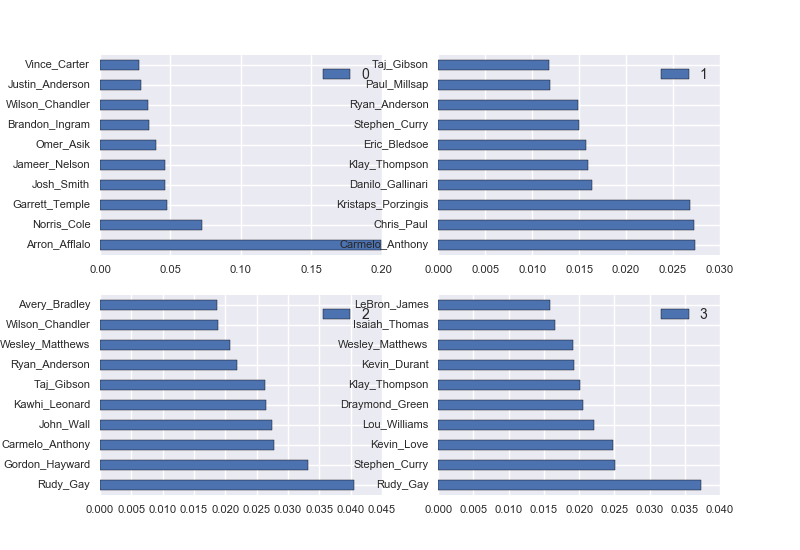 Vince_Carter
Justin_Anderson
Wilson_Chandler
Brandon_Ingram
Omer_Asik
Jameer_Nelson
Josh_Smith
Garrett_Temple
Norris_Cole
Arron_Afflalo
0
0.00 0.05 0.10 0.15 0.20
Taj_Gibson
Paul_Millsap
Ryan_Anderson
Stephen_Curry
Eric_Bledsoe
Klay_Thompson
Danilo_Gallinari
Kristaps_Porzingis
Chris_Paul
Carmelo_Anthony
1
0.000 0.005 0.010 0.015 0.020 0.025 0.030
Avery_Bradley
Wilson_Chandler
Wesley_Matthews
Ryan_Anderson
Taj_Gibson
Kawhi_Leonard
John_Wall
Carmelo_Anthony
Gordon_Hayward
Rudy_Gay
2
0.000 0.005 0.010 0.015 0.020 0.025 0.030 0.035 0.040 0.045
LeBron_James
Isaiah_Thomas
Wesley_Matthews
Kevin_Durant
Klay_Thompson
Draymond_Green
Lou_Williams
Kevin_Love
Stephen_Curry
Rudy_Gay
3
0.000 0.005 0.010 0.015 0.020 0.025 0.030 0.035 0.040